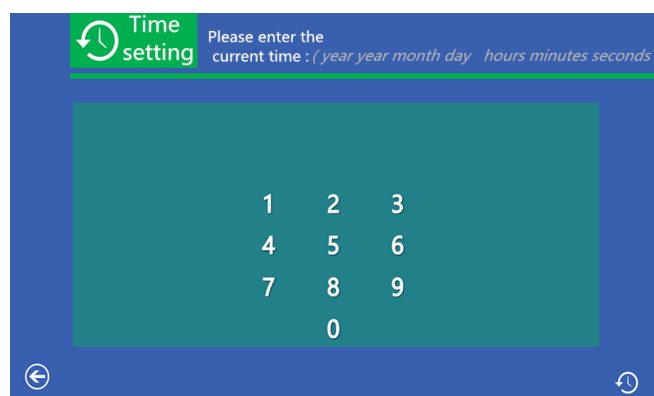 Time
setting
Please enter the
current time : ( year year month day hours minutes seconds
1 2 3
4 5 6
7 8 9
0